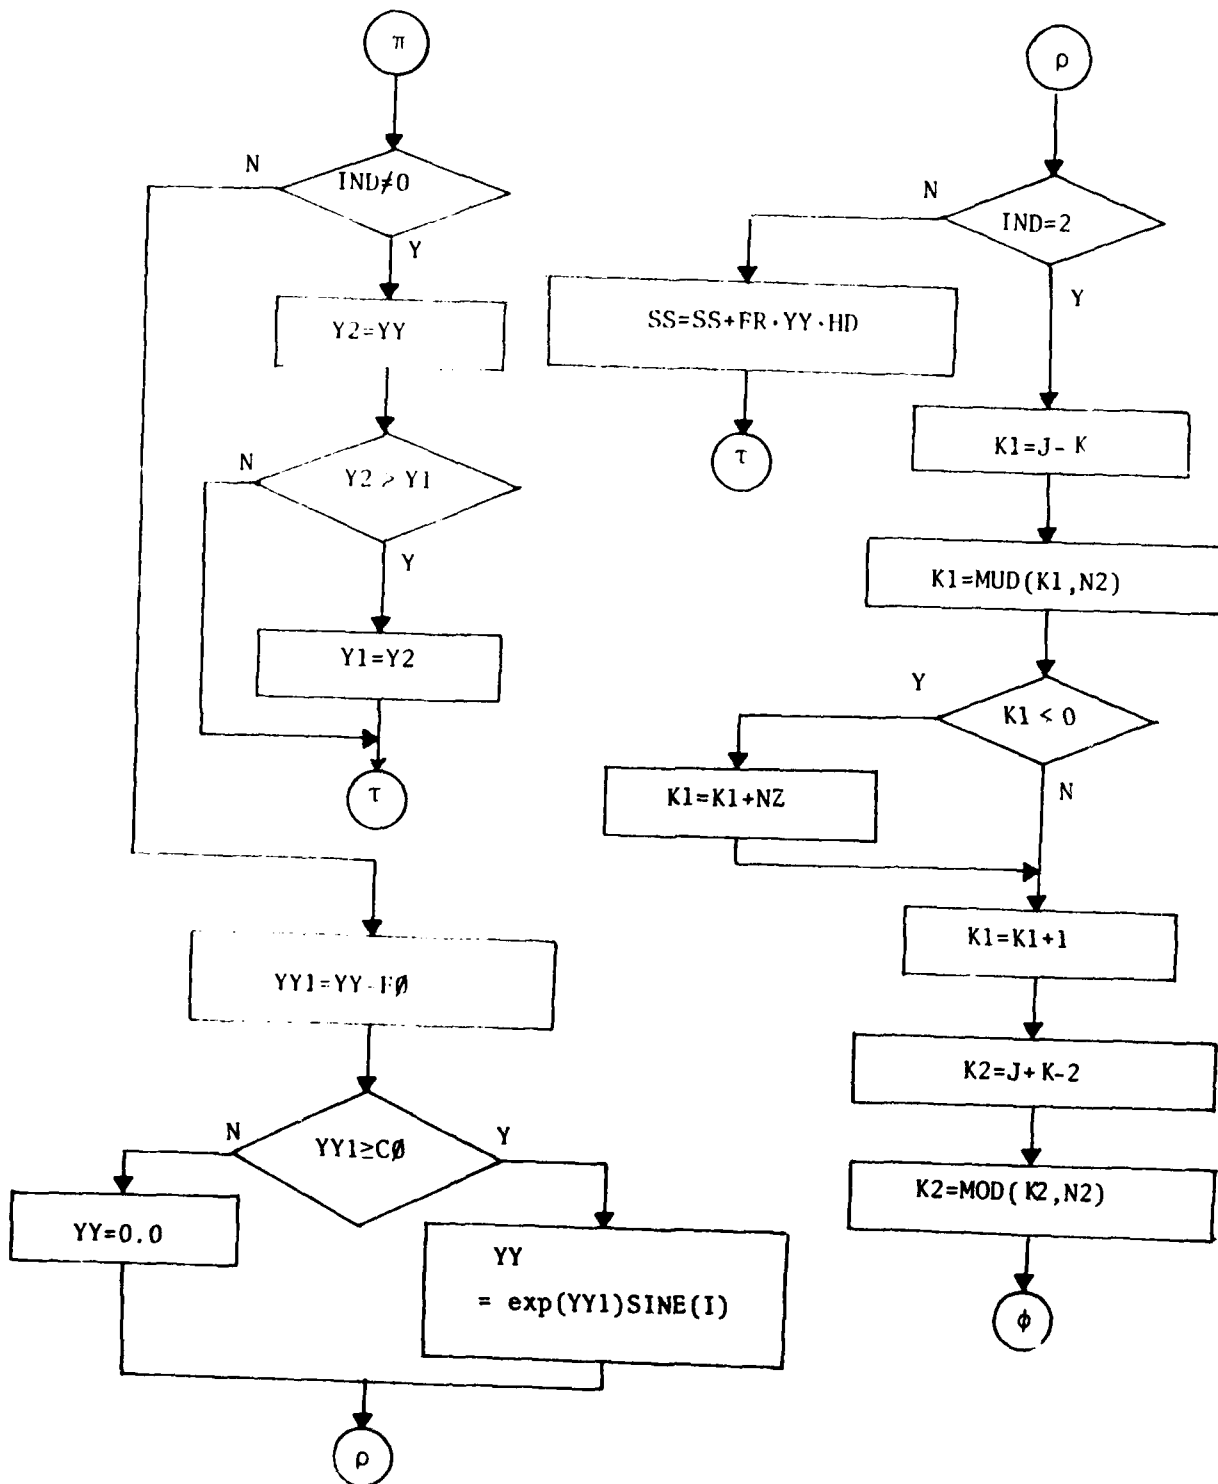 π
IND≠0
N
Y
Y2=YY
Y2 > Y1
N
Y
Y1=Y2
τ
YY1=YY-F0
YY1≥C0
N
Y
YY=0.0
YY
= exp(YY1)SINE(I)
ρ
ρ
IND=2
N
Y
SS=SS+FR·YY·HD
τ
K1=J-K
K1=MUD(K1,N2)
K1<0
Y
N
K1=K1+NZ
K1=K1+1
K2=J+K-2
K2=MOD(K2,N2)
ϕ